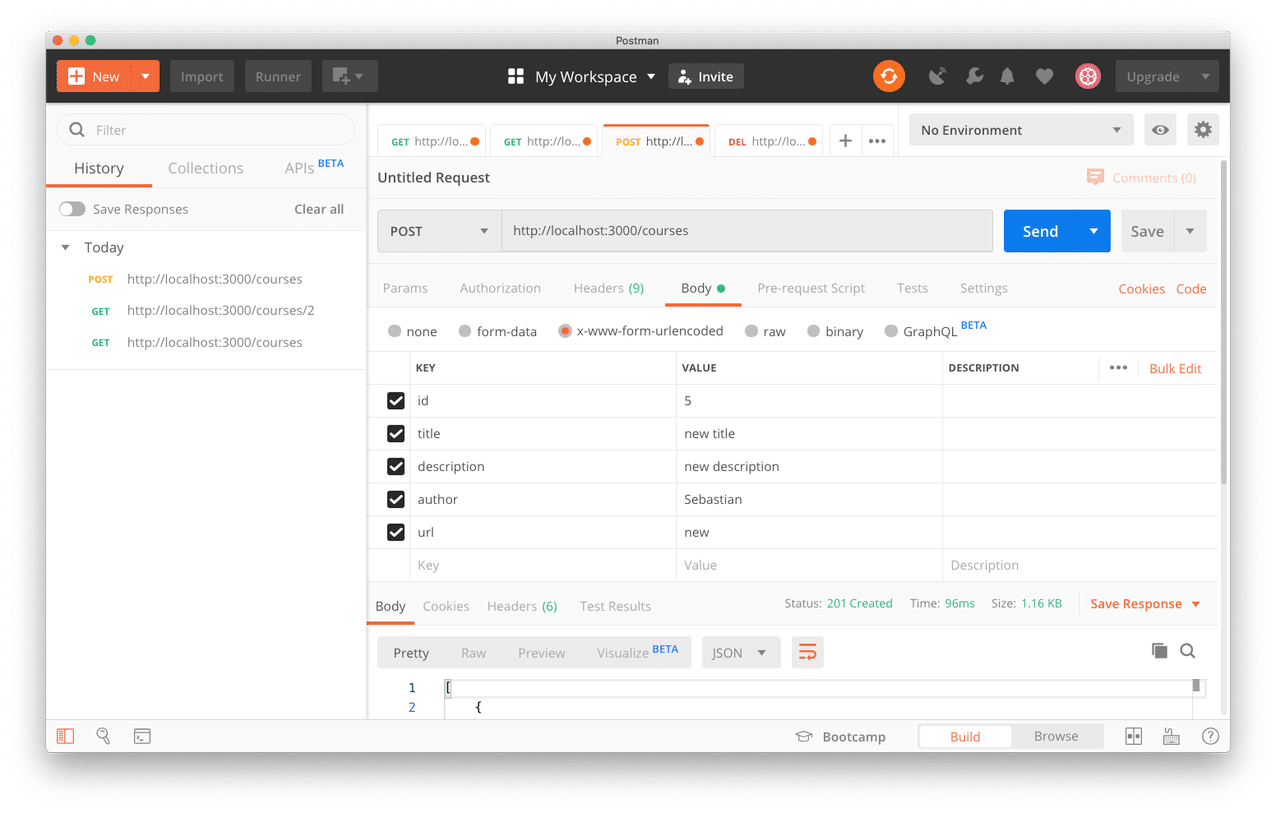 Postman
New Import Runner My Workspace Invite Upgrade
Filter
History Collections APIs BETA
Save Responses Clear all
Today
POST http://localhost:3000/courses
GET http://localhost:3000/courses/2
GET http://localhost:3000/courses
GET http://lo... GET http://lo... POST http://l... DEL http://lo... + ••• No Environment
Untitled Request Comments (0)
POST http://localhost:3000/courses Send Save
Params Authorization Headers (9) Body Pre-request Script Tests Settings Cookies Code
none form-data x-www-form-urlencoded raw binary GraphQL BETA
KEY VALUE DESCRIPTION ••• Bulk Edit
id 5
title new title
description new description
author Sebastian
url new
Key Value Description
Body Cookies Headers (6) Test Results Status: 201 Created Time: 96ms Size: 1.16 KB Save Response
Pretty Raw Preview Visualize BETA JSON
1 [
2 {
Bootcamp Build Browse ?